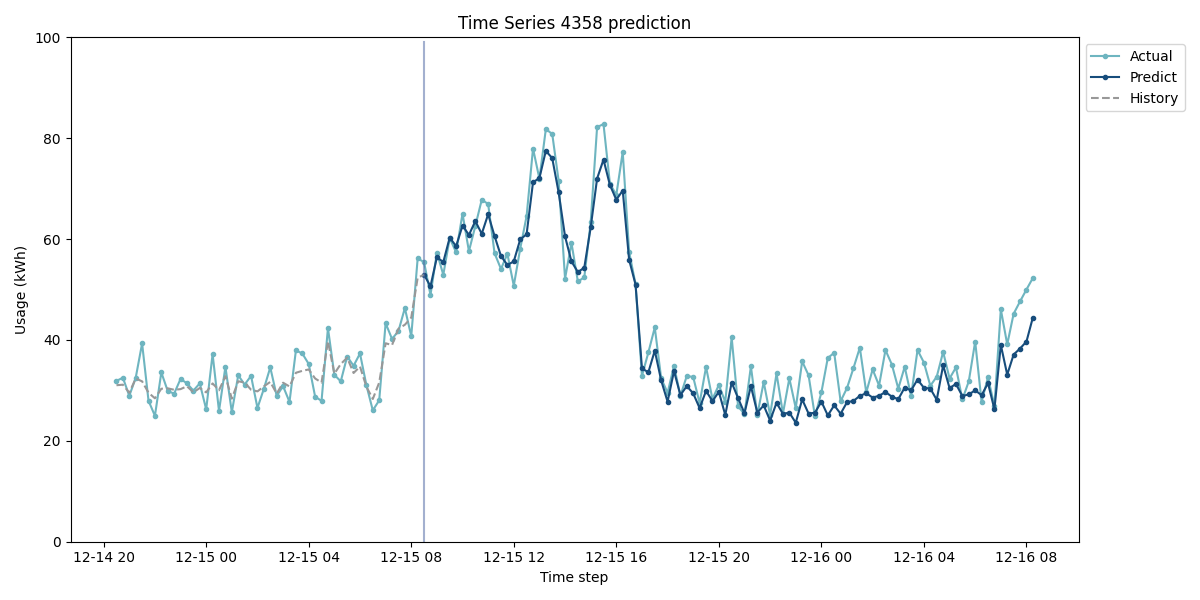 Time Series 4358 prediction
100
80
60
40
20
0
Usage (kWh)
12-14 20
12-15 00
12-15 04
12-15 08
12-15 12
12-15 16
12-15 20
12-16 00
12-16 04
12-16 08
Time step
Actual
Predict
History